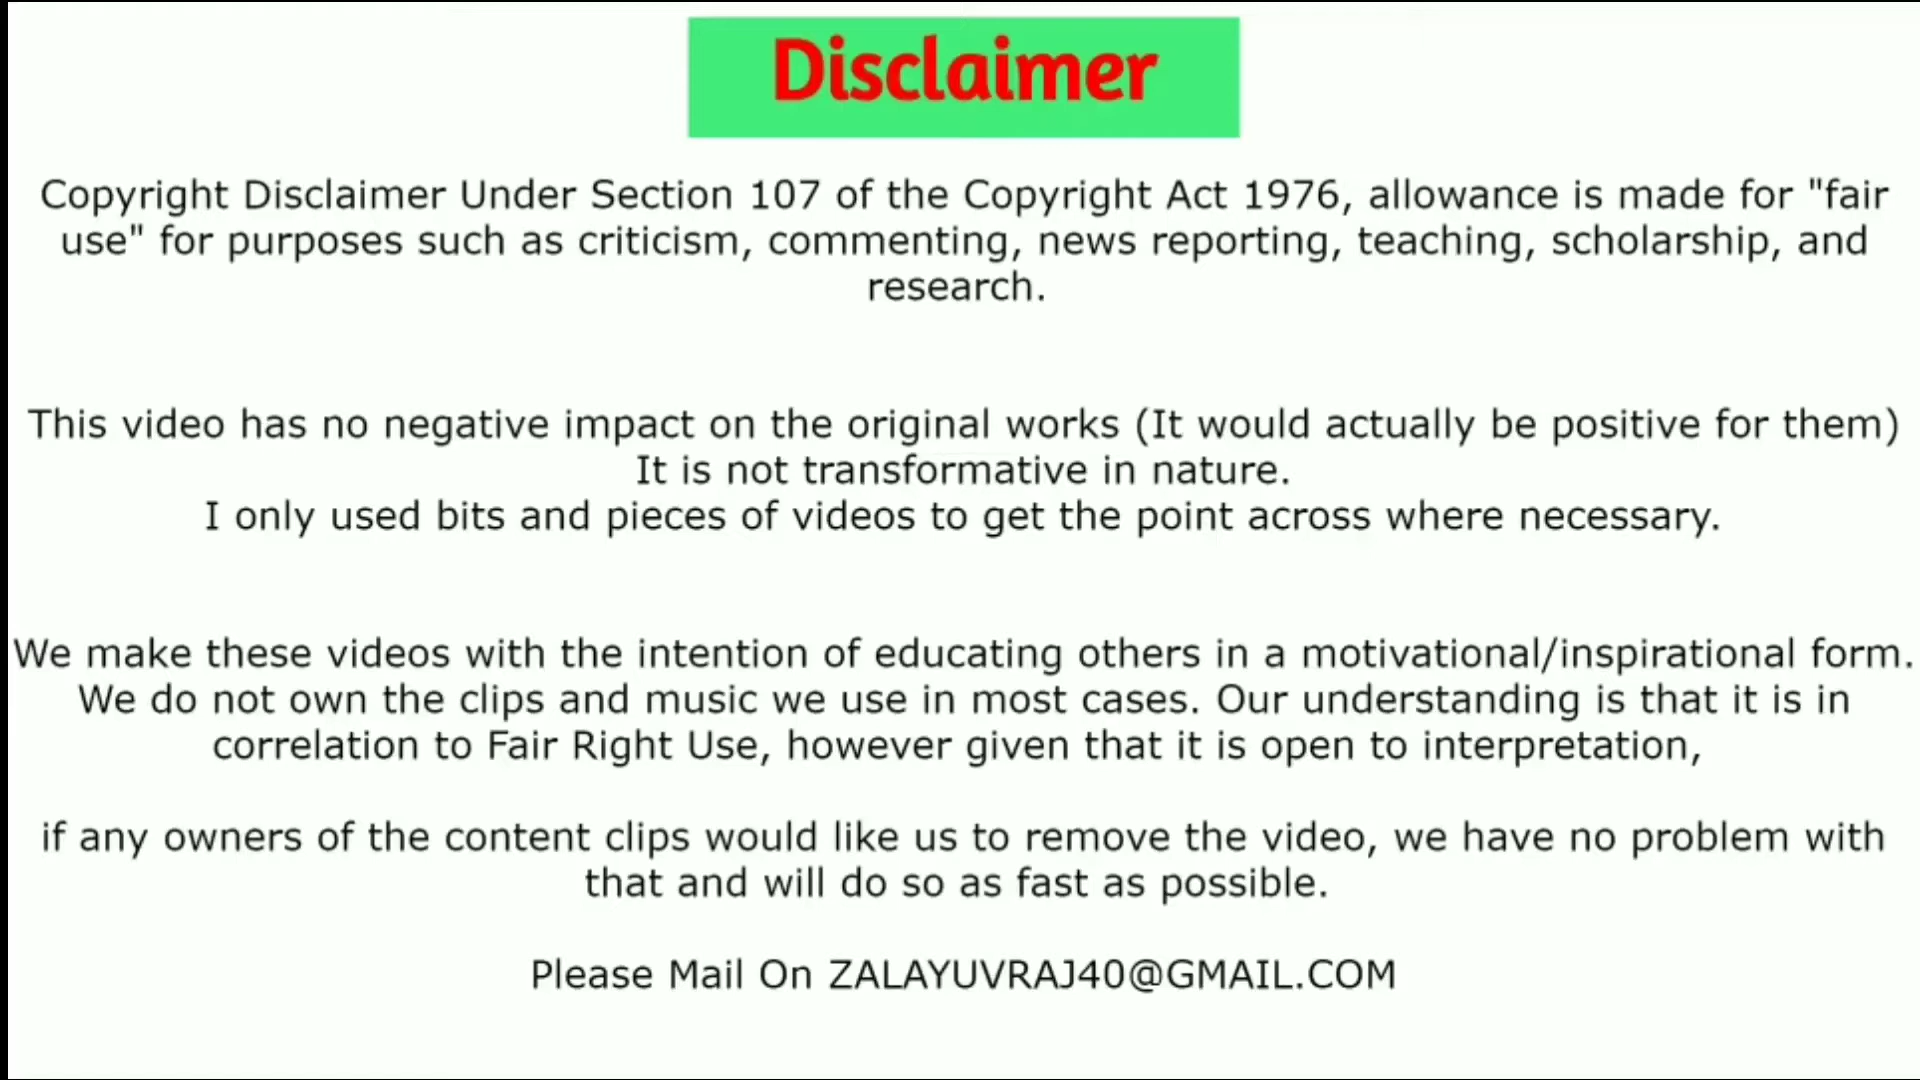 Disclaimer
Copyright Disclaimer Under Section 107 of the Copyright Act 1976, allowance is made for "fair
use" for purposes such as criticism, commenting, news reporting, teaching, scholarship, and
research.
This video has no negative impact on the original works (It would actually be positive for them)
It is not transformative in nature.
I only used bits and pieces of videos to get the point across where necessary.
We make these videos with the intention of educating others in a motivational/inspirational form.
We do not own the clips and music we use in most cases. Our understanding is that it is in
correlation to Fair Right Use, however given that it is open to interpretation,
if any owners of the content clips would like us to remove the video, we have no problem with
that and will do so as fast as possible.
Please Mail On ZALAYUVRAJ40@GMAIL.COM